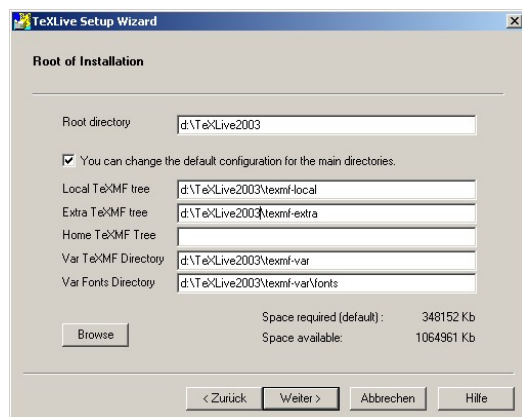 TeXLive Setup Wizard
Root of Installation
Root directory d:\TeXLive2003
You can change the default configuration for the main directories.
Local TeXMF tree d:\TeXLive2003\texmf-local
Extra TeXMF tree d:\TeXLive2003\texmf-extra
Home TeXMF Tree
Var TeXMF Directory d:\TeXLive2003\texmf-var
Var Fonts Directory d:\TeXLive2003\texmf-var\fonts
Space required (default) : 348152 Kb
Browse Space available: 1064961 Kb
< Zurück Weiter > Abbrechen Hilfe